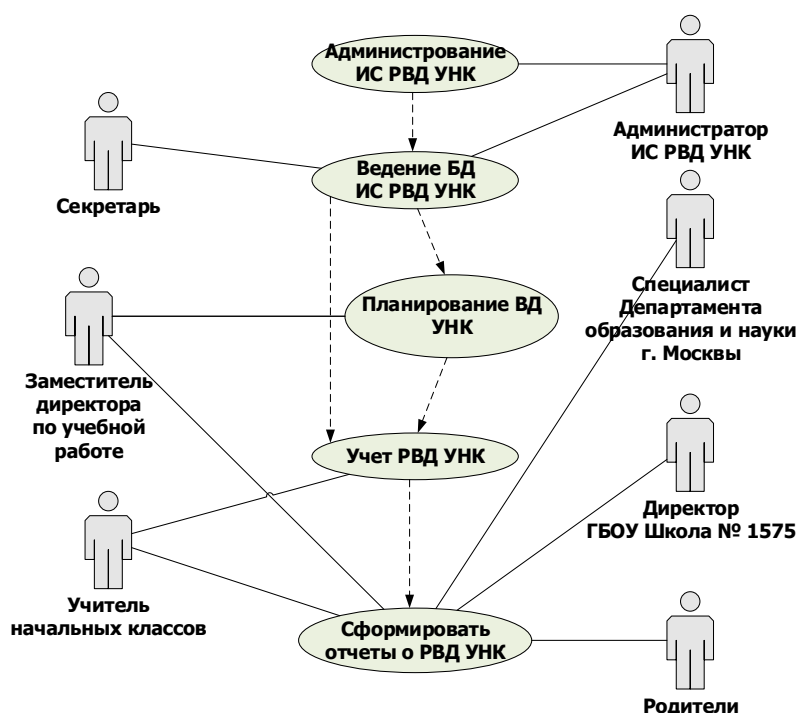 Администрование
ИС РВД УНК
Администратор
ИС РВД УНК
Секретарь
Ведение БД
ИС РВД УНК
Специалист
Департамента
образования и науки
г. Москвы
Планирование ВД
УНК
Заместитель
директора
по учебной
работе
Учет РВД УНК
Директор
ГБОУ Школа № 1575
Учитель
начальных классов
Сформировать
отчеты о РВД УНК
Родители